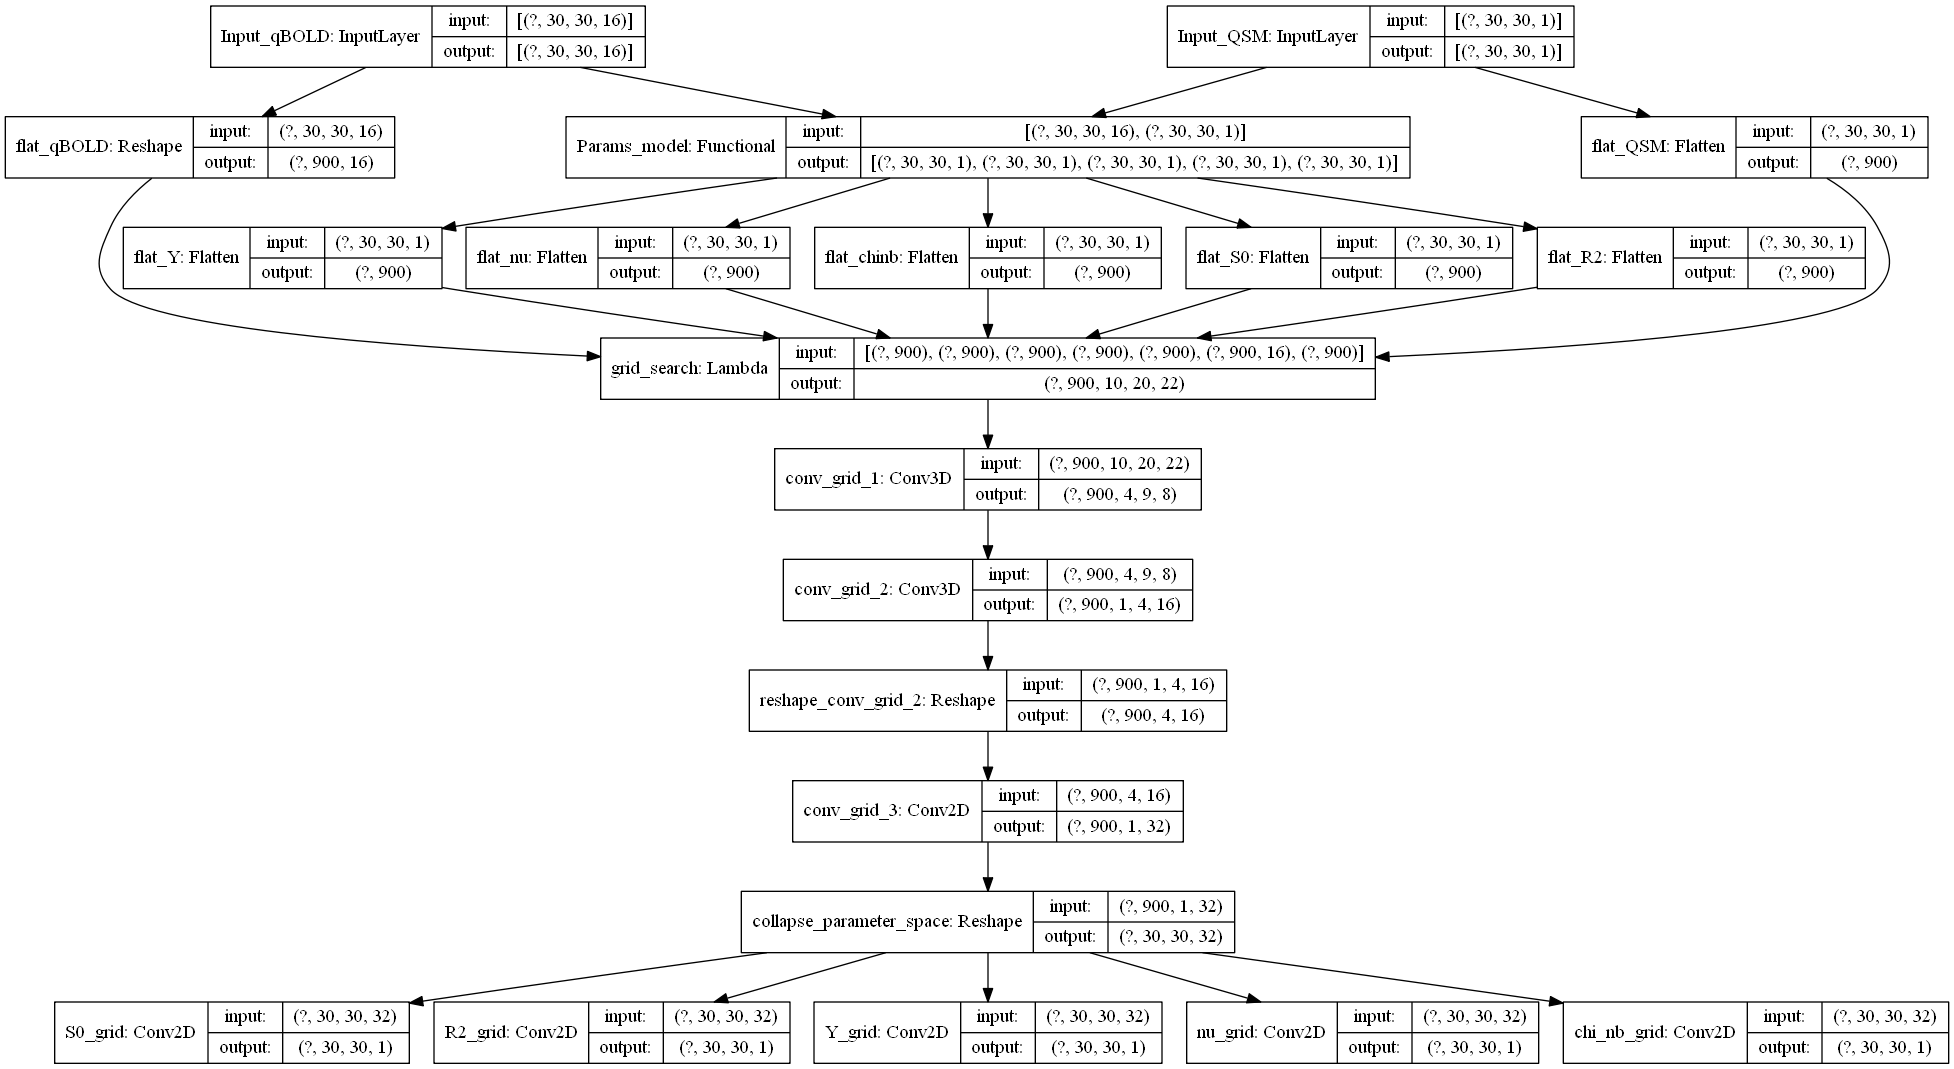 Input_qBOLD: InputLayer
input:
[(?, 30, 30, 16)]
output:
[(?, 30, 30, 16)]
Input_QSM: InputLayer
input:
[(?, 30, 30, 1)]
output:
[(?, 30, 30, 1)]
flat_qBOLD: Reshape
input:
(?, 30, 30, 16)
output:
(?, 900, 16)
Params_model: Functional
input:
[(?, 30, 30, 16), (?, 30, 30, 1)]
output:
[(?, 30, 30, 1), (?, 30, 30, 1), (?, 30, 30, 1), (?, 30, 30, 1), (?, 30, 30, 1)]
flat_QSM: Flatten
input:
(?, 30, 30, 1)
output:
(?, 900)
flat_Y: Flatten
input:
(?, 30, 30, 1)
output:
(?, 900)
flat_nu: Flatten
input:
(?, 30, 30, 1)
output:
(?, 900)
flat_chinb: Flatten
input:
(?, 30, 30, 1)
output:
(?, 900)
flat_S0: Flatten
input:
(?, 30, 30, 1)
output:
(?, 900)
flat_R2: Flatten
input:
(?, 30, 30, 1)
output:
(?, 900)
grid_search: Lambda
input:
[(?, 900), (?, 900), (?, 900), (?, 900), (?, 900), (?, 900, 16), (?, 900)]
output:
(?, 900, 10, 20, 22)
conv_grid_1: Conv3D
input:
(?, 900, 10, 20, 22)
output:
(?, 900, 4, 9, 8)
conv_grid_2: Conv3D
input:
(?, 900, 4, 9, 8)
output:
(?, 900, 1, 4, 16)
reshape_conv_grid_2: Reshape
input:
(?, 900, 1, 4, 16)
output:
(?, 900, 4, 16)
conv_grid_3: Conv2D
input:
(?, 900, 4, 16)
output:
(?, 900, 1, 32)
collapse_parameter_space: Reshape
input:
(?, 900, 1, 32)
output:
(?, 30, 30, 32)
S0_grid: Conv2D
input:
(?, 30, 30, 32)
output:
(?, 30, 30, 1)
R2_grid: Conv2D
input:
(?, 30, 30, 32)
output:
(?, 30, 30, 1)
Y_grid: Conv2D
input:
(?, 30, 30, 32)
output:
(?, 30, 30, 1)
nu_grid: Conv2D
input:
(?, 30, 30, 32)
output:
(?, 30, 30, 1)
chi_nb_grid: Conv2D
input:
(?, 30, 30, 32)
output:
(?, 30, 30, 1)